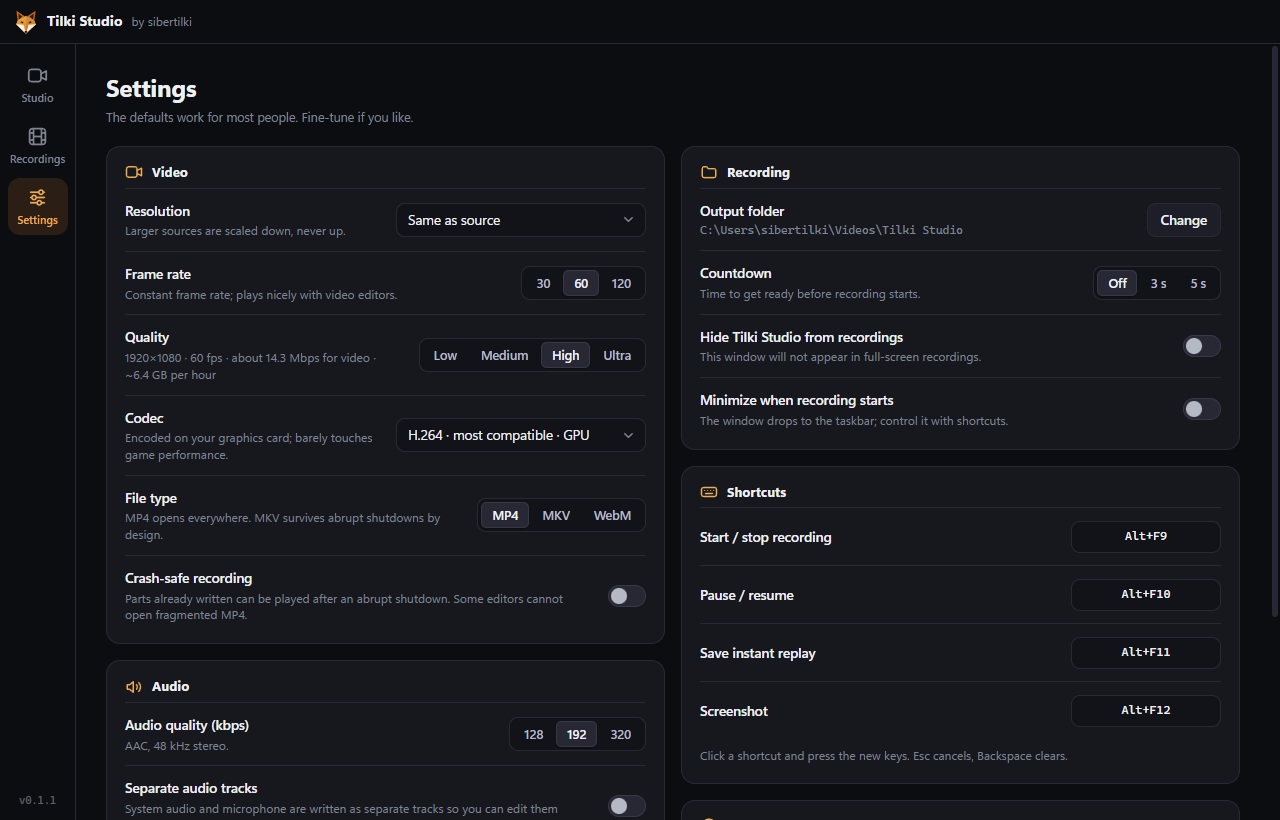 Tilki Studio by sibertilki
Studio
Recordings
Settings
v0.1.1
Settings
The defaults work for most people. Fine-tune if you like.
Video
Resolution
Larger sources are scaled down, never up.
Same as source
Frame rate
Constant frame rate; plays nicely with video editors.
30 60 120
Quality
1920×1080 · 60 fps · about 14.3 Mbps for video ·
~6.4 GB per hour
Low Medium High Ultra
Codec
Encoded on your graphics card; barely touches
game performance.
H.264 · most compatible · GPU
File type
MP4 opens everywhere. MKV survives abrupt shutdowns by
design.
MP4 MKV WebM
Crash-safe recording
Parts already written can be played after an abrupt shutdown. Some editors cannot
open fragmented MP4.
Audio
Audio quality (kbps)
AAC, 48 kHz stereo.
128 192 320
Separate audio tracks
System audio and microphone are written as separate tracks so you can edit them
Recording
Output folder
C:\Users\sibertilki\Videos\Tilki Studio
Change
Countdown
Time to get ready before recording starts.
Off 3 s 5 s
Hide Tilki Studio from recordings
This window will not appear in full-screen recordings.
Minimize when recording starts
The window drops to the taskbar; control it with shortcuts.
Shortcuts
Start / stop recording
Alt+F9
Pause / resume
Alt+F10
Save instant replay
Alt+F11
Screenshot
Alt+F12
Click a shortcut and press the new keys. Esc cancels, Backspace clears.